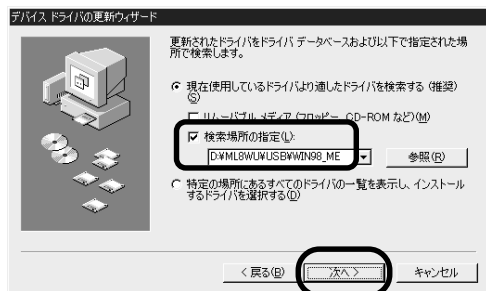 デバイス ドライバの更新ウィザード
更新されたドライバをドライバ データベースおよび以下で指定された場
所で検索します。
現在使用しているドライバより適したドライバを検索する (推奨)
(S)
リムーバブル メディア (フロッピー、CD-ROM など)(M)
検索場所の指定(L):
D:¥ML8WU¥USB¥WIN98_ME
参照(R)
特定の場所にあるすべてのドライバの一覧を表示し、インストール
するドライバを選択する(D)
< 戻る(B)
次へ >
キャンセル